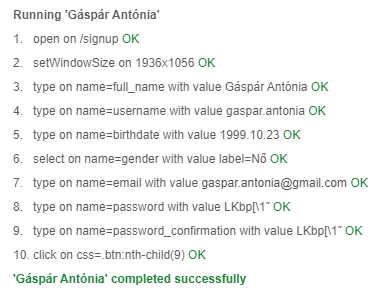 Running 'Gáspár Antónia'
1. open on /signup OK
2. setWindowSize on 1936x1056 OK
3. type on name=full_name with value Gáspár Antónia OK
4. type on name=username with value gaspar.antonia OK
5. type on name=birthdate with value 1999.10.23 OK
6. select on name=gender with value label=Nő OK
7. type on name=email with value gaspar.antonia@gmail.com OK
8. type on name=password with value LKbp[\1˝ OK
9. type on name=password_confirmation with value LKbp[\1˝ OK
10. click on css=.btn:nth-child(9) OK
'Gáspár Antónia' completed successfully